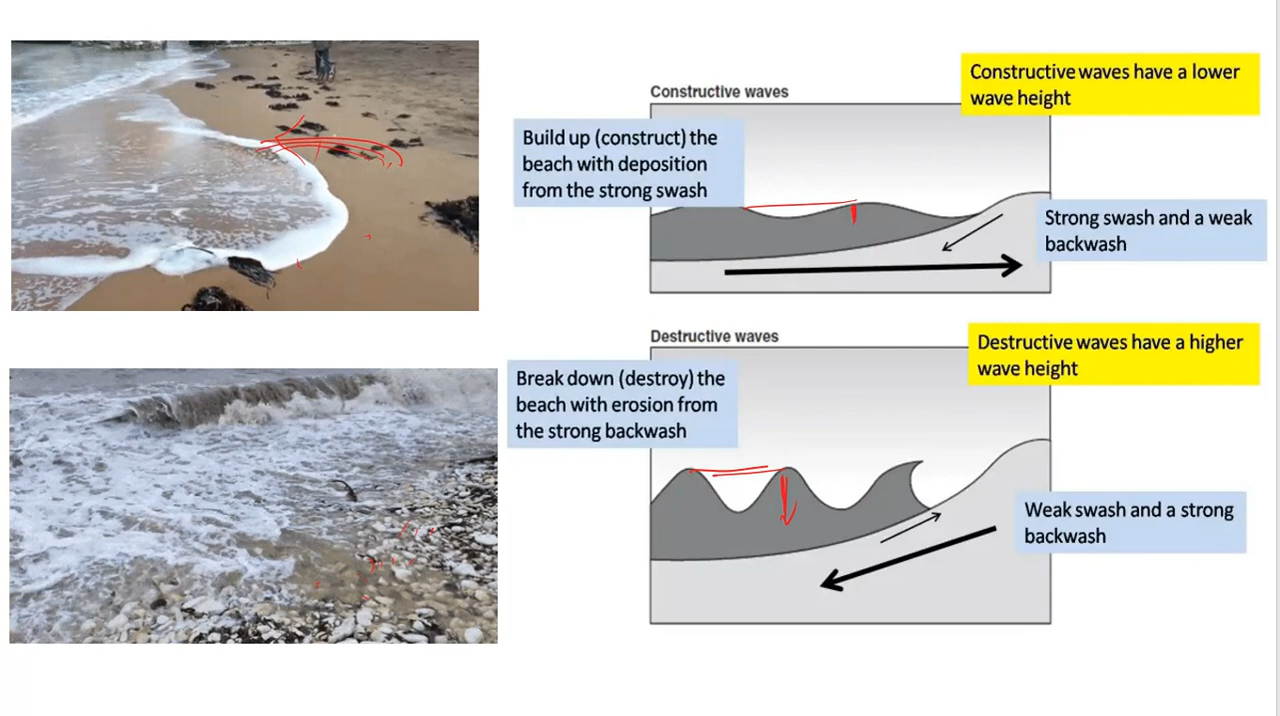 Constructive waves have a lower
wave height
Constructive waves
Build up (construct) the
beach with deposition
from the strong swash
Strong swash and a weak
backwash
Destructive waves have a higher
wave height
Destructive waves
Break down (destroy) the
beach with erosion from
the strong backwash
Weak swash and a strong
backwash